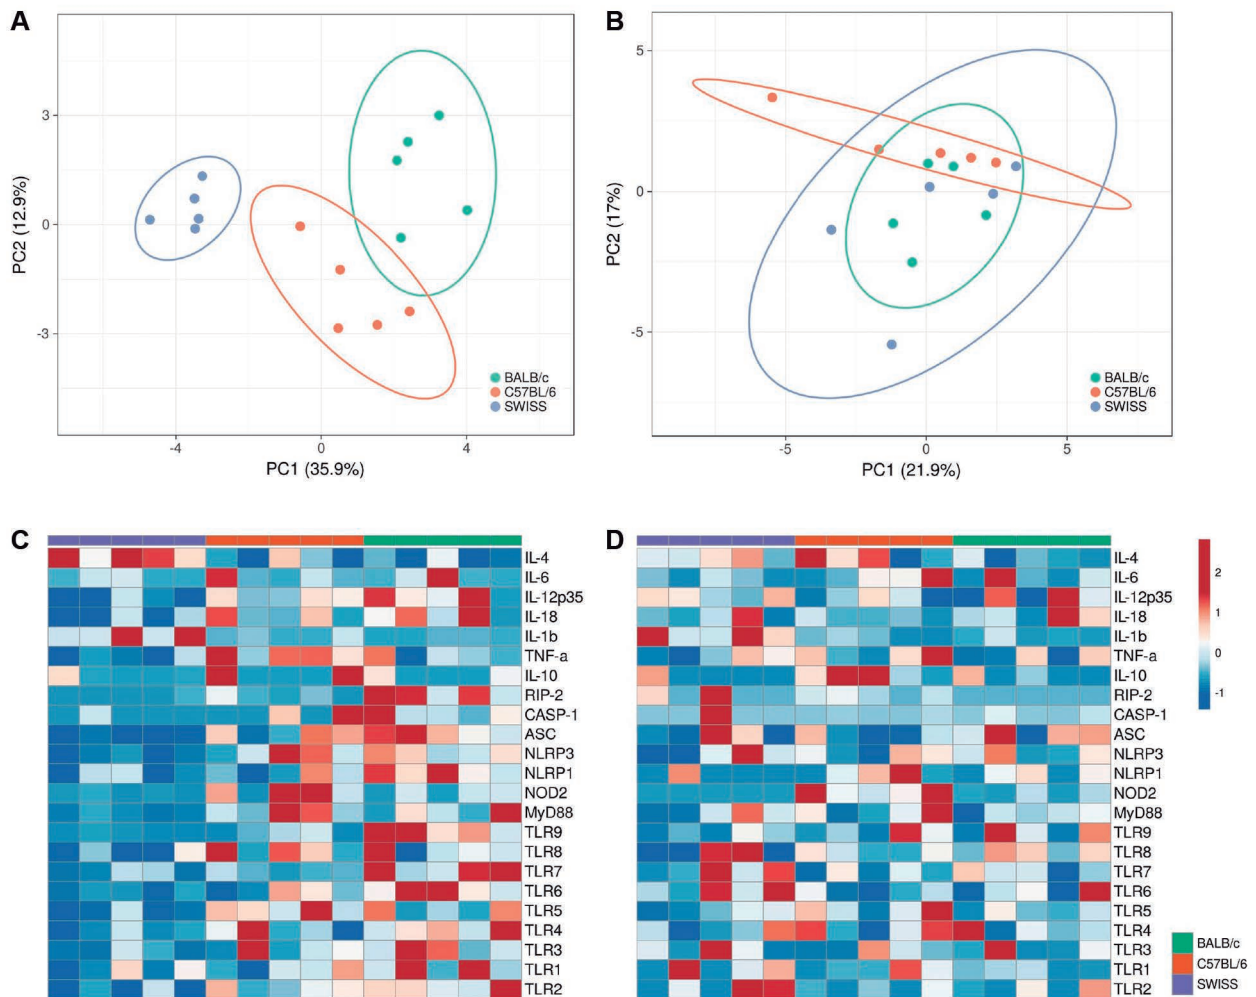 A
B
3
0
-3
PC2 (12.9%)
-4
0
4
PC1 (35.9%)
BALB/c
C57BL/6
SWISS
5
0
-5
PC2 (17%)
-5
0
5
PC1 (21.9%)
BALB/c
C57BL/6
SWISS
C
IL-4
IL-6
IL-12p35
IL-18
IL-1b
TNF-a
IL-10
RIP-2
CASP-1
ASC
NLRP3
NLRP1
NOD2
MyD88
TLR9
TLR8
TLR7
TLR6
TLR5
TLR4
TLR3
TLR1
TLR2
D
IL-4
IL-6
IL-12p35
IL-18
IL-1b
TNF-a
IL-10
RIP-2
CASP-1
ASC
NLRP3
NLRP1
NOD2
MyD88
TLR9
TLR8
TLR7
TLR6
TLR5
TLR4
TLR3
TLR1
TLR2
2
1
0
-1
BALB/c
C57BL/6
SWISS